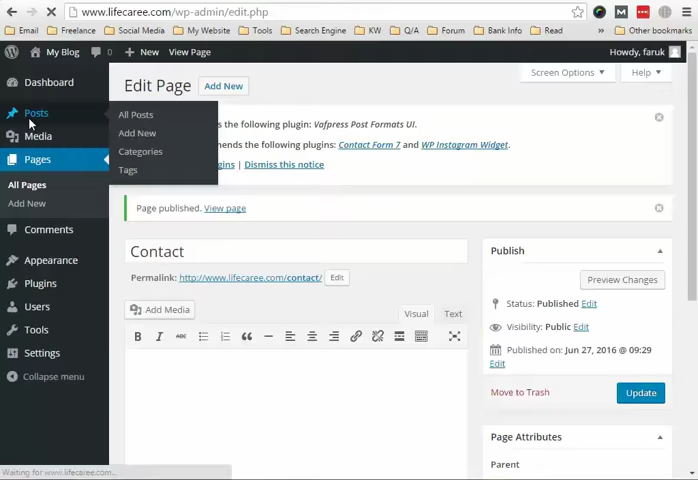 www.lifecaree.com/wp-admin/edit.php
Email Freelance Social Media My Website Search Engine KW Q/A Forum Bank Info Read » Other bookmarks
My Blog 0 + New View Page Howdy, faruk
Dashboard
Posts
Media
Pages
All Pages
Add New
Comments
Appearance
Plugins
Users
Tools
Settings
Collapse menu
All Posts
Add New
Categories
Tags
Edit Page Add New
Screen Options Help
s the following plugin: Vafpress Post Formats UI.
mends the following plugins: Contact Form 7 and WP Instagram Widget.
ugins | Dismiss this notice
Page published. View page
Contact
Permalink: http://www.lifecaree.com/contact/ Edit
Add Media
Visual Text
B I ABC
Publish
Preview Changes
Status: Published Edit
Visibility: Public Edit
Published on: Jun 27, 2016 @ 09:29
Edit
Move to Trash Update
Page Attributes
Parent
Waiting for www.lifecaree.com...